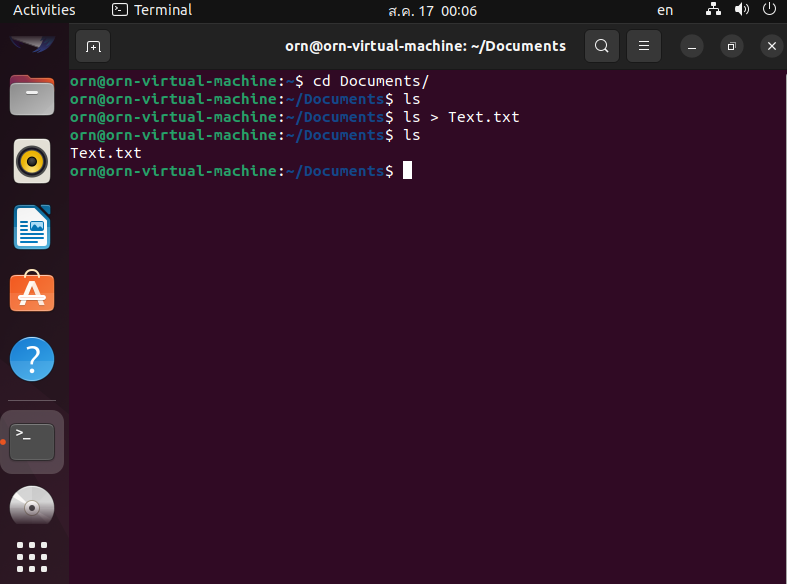 Activities Terminal ส.ค. 17 00:06 en
orn@orn-virtual-machine: ~/Documents
orn@orn-virtual-machine:~$ cd Documents/
orn@orn-virtual-machine:~/Documents$ ls
orn@orn-virtual-machine:~/Documents$ ls > Text.txt
orn@orn-virtual-machine:~/Documents$ ls
Text.txt
orn@orn-virtual-machine:~/Documents$